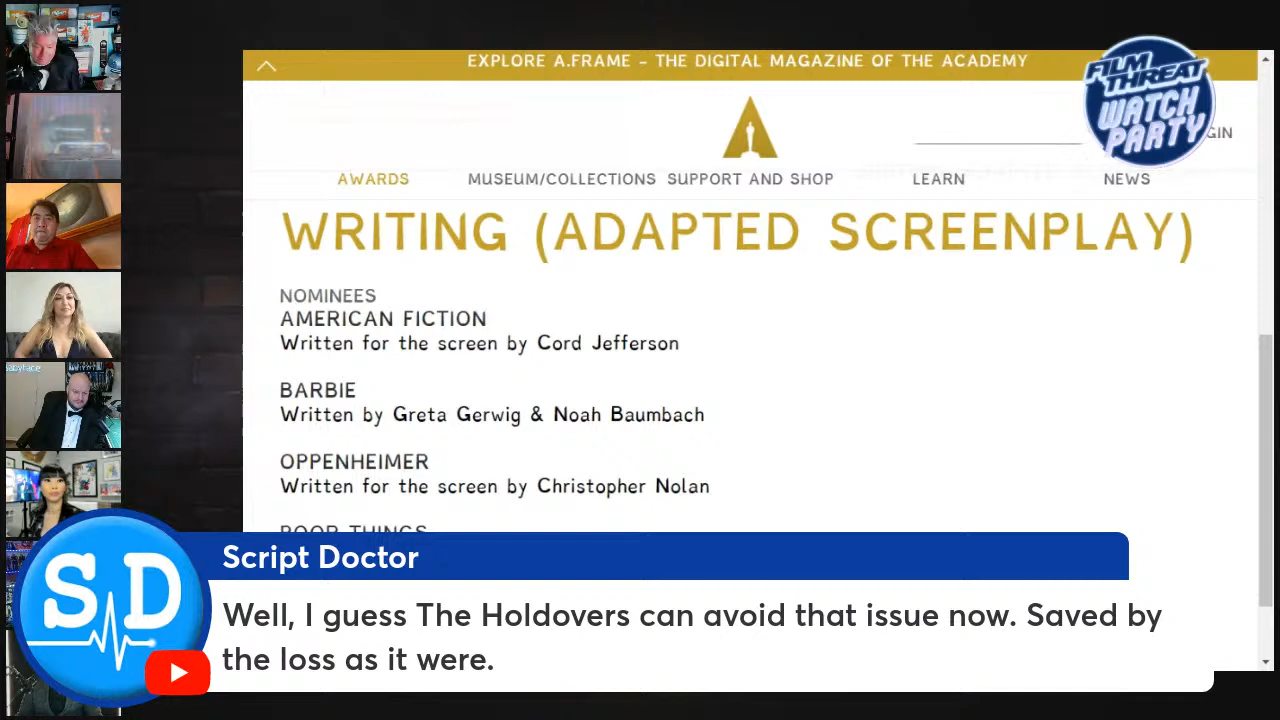 EXPLORE A.FRAME - THE DIGITAL MAGAZINE OF THE ACADEMY
FILM
THREAT
WATCH
PARTY
GIN
AWARDS MUSEUM/COLLECTIONS SUPPORT AND SHOP LEARN NEWS
WRITING (ADAPTED SCREENPLAY)
NOMINEES
AMERICAN FICTION
Written for the screen by Cord Jefferson
BARBIE
Written by Greta Gerwig & Noah Baumbach
OPPENHEIMER
Written for the screen by Christopher Nolan
POOR THINGS
SD
Script Doctor
Well, I guess The Holdovers can avoid that issue now. Saved by
the loss as it were.